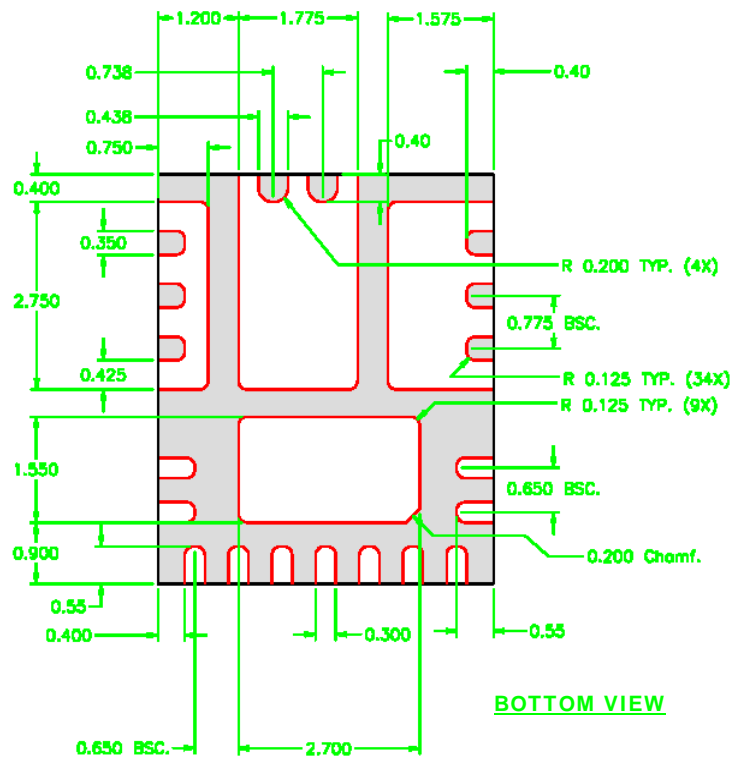 1.200
1.775
1.575
0.738
0.40
0.438
0.750
0.40
0.400
0.350
2.750
R 0.200 TYP. (4X)
0.775 BSC.
0.425
R 0.125 TYP. (34X)
R 0.125 TYP. (9X)
1.550
0.650 BSC.
0.900
0.200 Chamf.
0.55
0.400
0.300
0.55
BOTTOM VIEW
0.650 BSC.
2.700